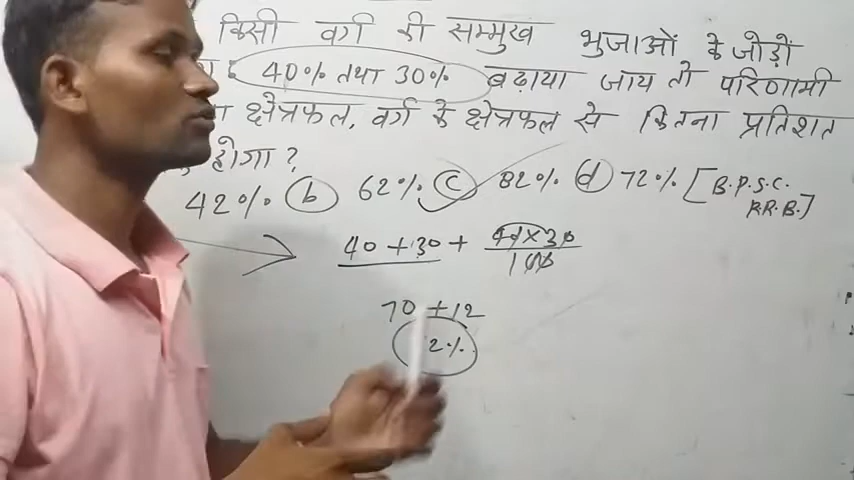 किसी वर्ग की सम्मुख भुजाओं के जोड़ों
40% तथा 30% बढ़ाया जाय तो परिणामी
क्षेत्रफल, वर्ग के क्षेत्रफल से कितना प्रतिशत
होगा ?
42% (b) 62% (c) 82% (d) 72% [B.P.S.C.
R.R.B.]
40 + 30 + 40×30
100
70 + 12
2%